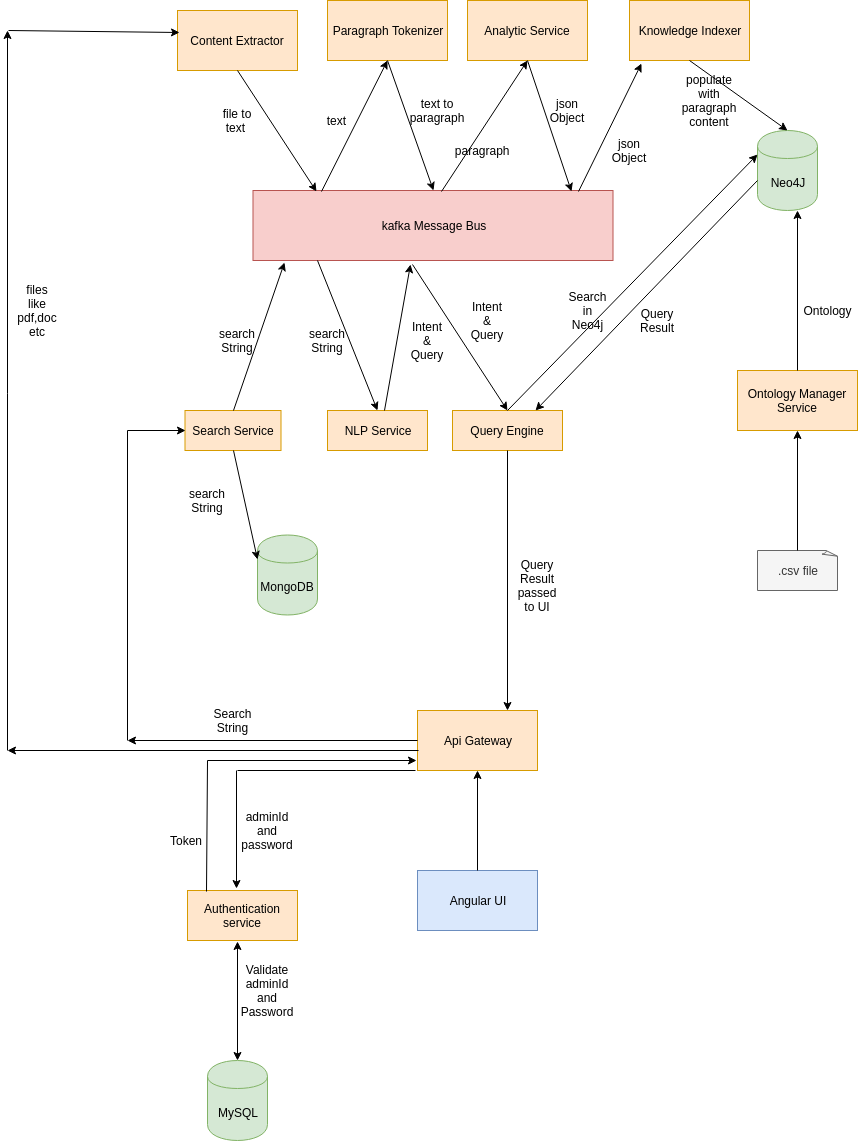 Content Extractor
Paragraph Tokenizer
Analytic Service
Knowledge Indexer
file to
text
text
text to
paragraph
paragraph
json
Object
json
Object
populate
with
paragraph
content
Neo4J
kafka Message Bus
files
like
pdf,doc
etc
search
String
search
String
Intent
&
Query
Intent
&
Query
Search
in
Neo4j
Query
Result
Ontology
Ontology Manager
Service
Search Service
NLP Service
Query Engine
search
String
MongoDB
Query
Result
passed
to UI
.csv file
Search
String
Api Gateway
Token
adminId
and
password
Authentication
service
Angular UI
Validate
adminId
and
Password
MySQL